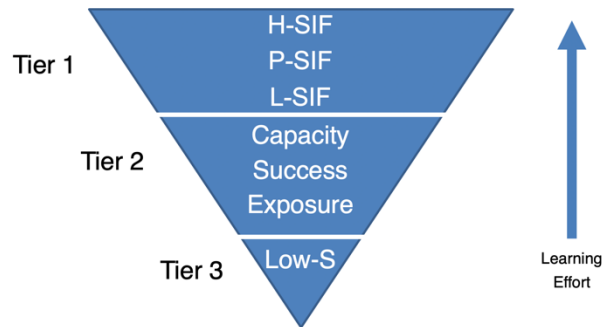 H-SIF
Tier 1
P-SIF
L-SIF
Capacity
Tier 2
Success
Exposure
Tier 3
Low-S
Learning
Effort